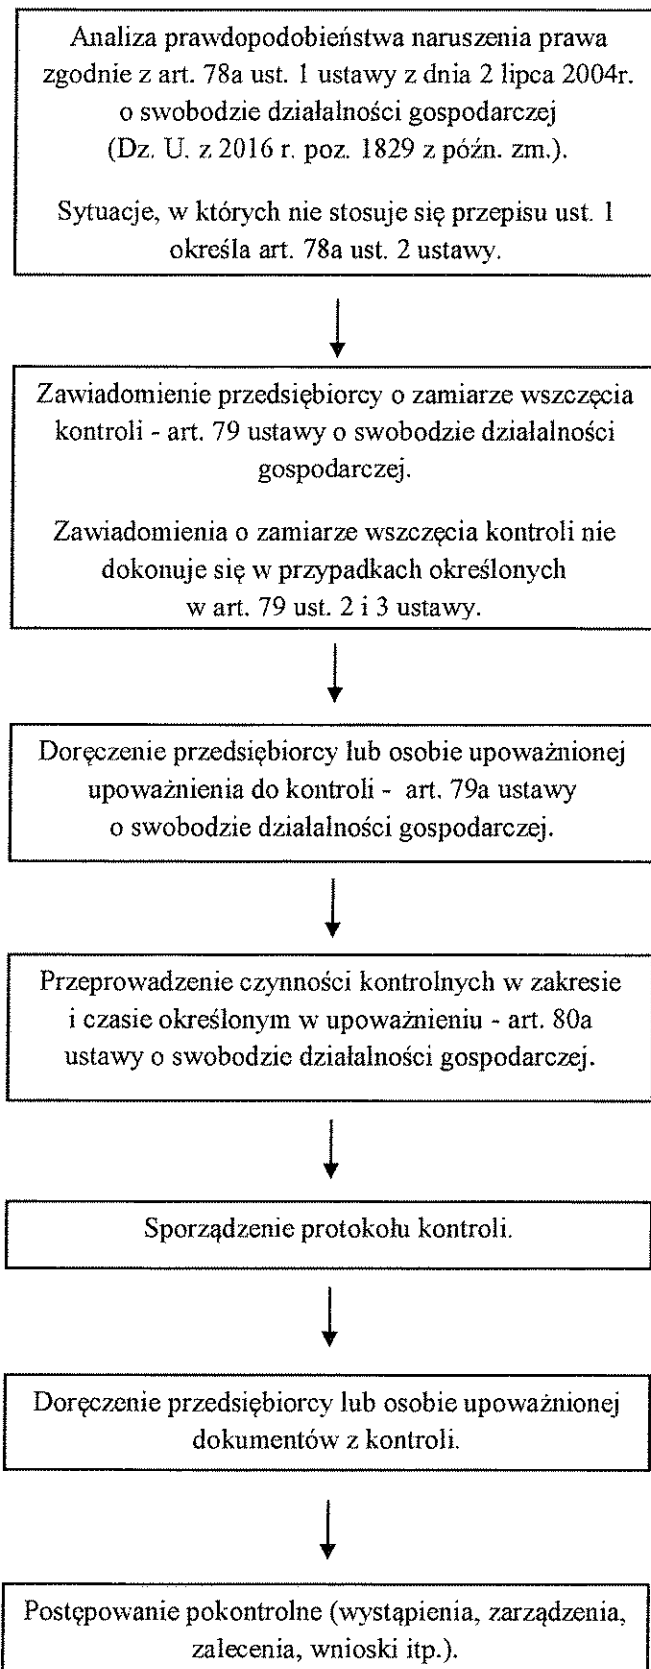 Analiza prawdopodobieństwa naruszenia prawa
zgodnie z art. 78a ust. 1 ustawy z dnia 2 lipca 2004r.
o swobodzie działalności gospodarczej
(Dz. U. z 2016 r. poz. 1829 z późn. zm.).
Sytuacje, w których nie stosuje się przepisu ust. 1
określa art. 78a ust. 2 ustawy.
Zawiadomienie przedsiębiorcy o zamiarze wszczęcia
kontroli - art. 79 ustawy o swobodzie działalności
gospodarczej.
Zawiadomienia o zamiarze wszczęcia kontroli nie
dokonuje się w przypadkach określonych
w art. 79 ust. 2 i 3 ustawy.
Doręczenie przedsiębiorcy lub osobie upoważnionej
upoważnienia do kontroli - art. 79a ustawy
o swobodzie działalności gospodarczej.
Przeprowadzenie czynności kontrolnych w zakresie
i czasie określonym w upoważnieniu - art. 80a
ustawy o swobodzie działalności gospodarczej.
Sporządzenie protokołu kontroli.
Doręczenie przedsiębiorcy lub osobie upoważnionej
dokumentów z kontroli.
Postępowanie pokontrolne (wystąpienia, zarządzenia,
zalecenia, wnioski itp.).